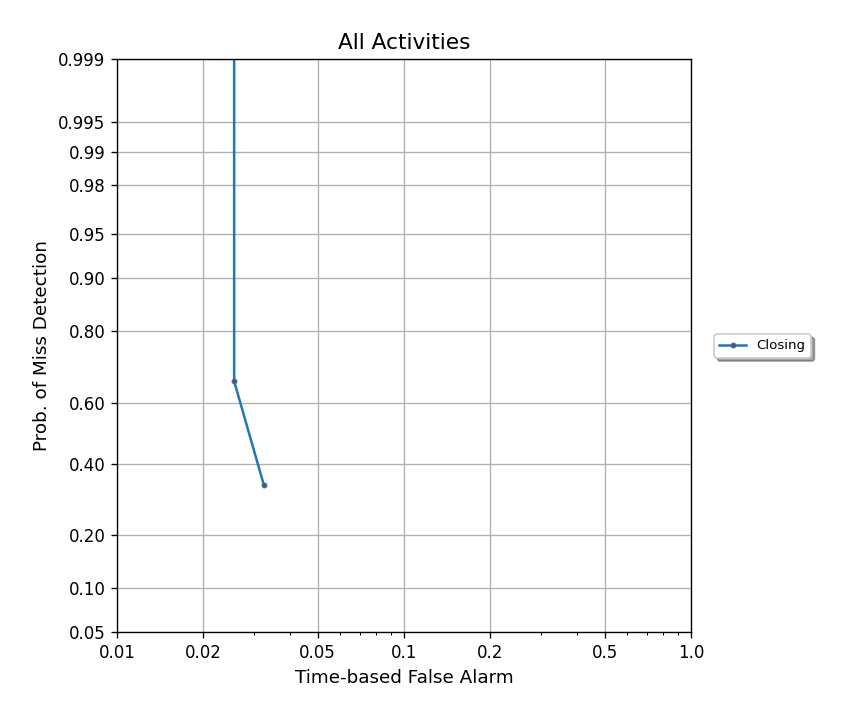 All Activities
0.999
0.995
0.99
0.98
0.95
0.90
0.80
0.60
0.40
0.20
0.10
0.05
Prob. of Miss Detection
0.01 0.02 0.05 0.1 0.2 0.5 1.0
Time-based False Alarm
Closing